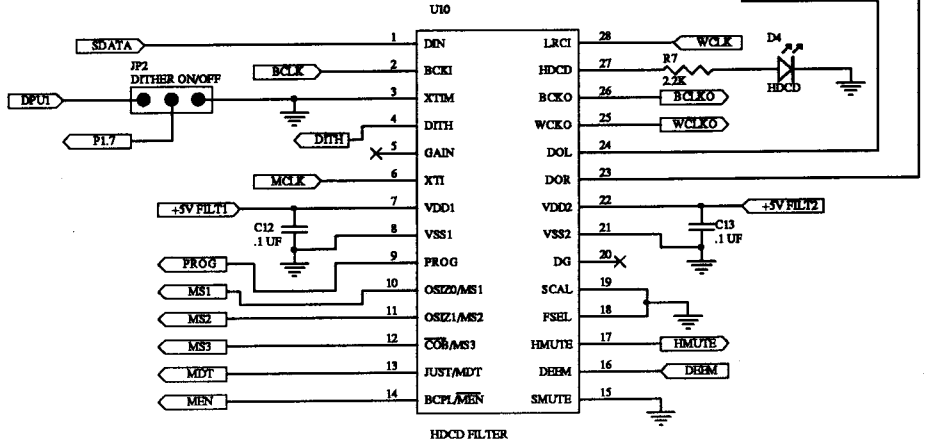 U10
SDATA
1
DIN
LRCI
28
WCLK
JP2
DITHER ON/OFF
BCLK
2
BCKI
HDCD
27
R7
2.2K
D4
HDCD
DPU1
3
XTIM
BCKO
26
BCLKO
P1.7
DITH
4
DITH
WCKO
25
WCLKO
5
GAIN
DOL
24
MCLK
6
XTI
DOR
23
+5V FILT1
7
VDD1
VDD2
22
+5V FILT2
C12
.1 UF
8
VSS1
VSS2
21
C13
.1 UF
PROG
9
PROG
DG
20
MS1
10
OSIZ0/MS1
SCAL
19
MS2
11
OSIZ1/MS2
FSEL
18
MS3
12
COB/MS3
HMUTE
17
HMUTE
MDT
13
JUST/MDT
DEEM
16
DEEM
MEN
14
BCPL/MEN
SMUTE
15
HDCD FILTER